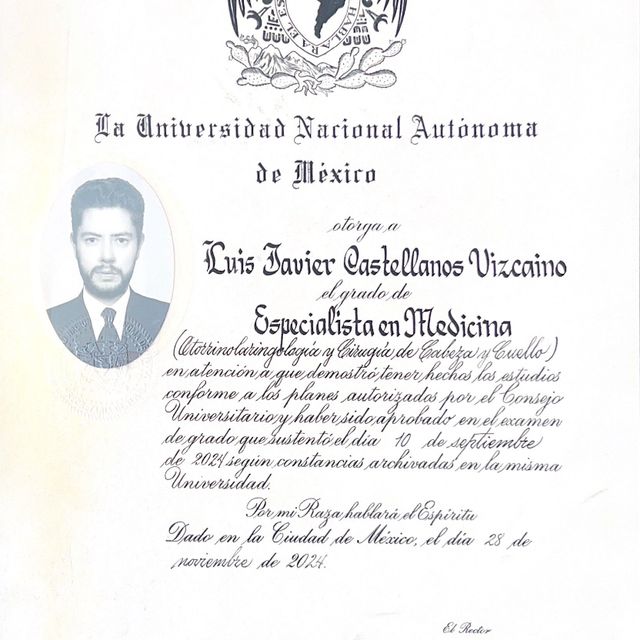 HABLARA EL ES
La Universidad Nacional Autónoma
de México
otorga a
Luis Javier Castellanos Vizcaino
el grado de
Especialista en Medicina
(Otorrinolaringología y Cirugía de Cabeza y Cuello)
en atención a que demostró tener hechos los estudios
conforme a los planes autorizados por el Consejo
Universitario y haber sido aprobado en el examen
de grado que sustentó el día 10 de septiembre
de 2024 según constancias archivadas en la misma
Universidad.
Por mi Raza hablará el Espíritu
Dado en la Ciudad de México, el día 28 de
noviembre de 2024.
El Rector